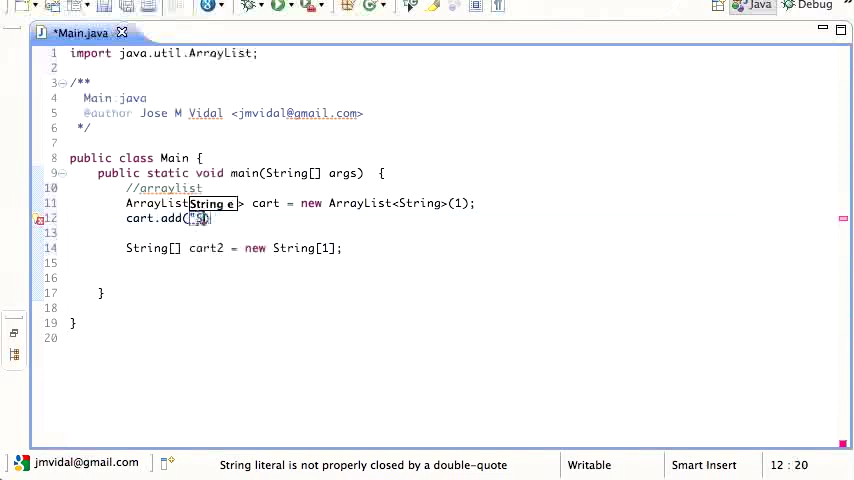 Java Debug
*Main.java
1 import java.util.ArrayList;
2
3 /**
4 Main.java
5 @author Jose M Vidal <jmvidal@gmail.com>
6 */
7
8 public class Main {
9 public static void main(String[] args) {
10 //arraylist
11 ArrayList String e > cart = new ArrayList<String>(1);
12 cart.add("S)
14 String[] cart2 = new String[1];
15
16
17 }
18
19 }
20
jmvidal@gmail.com String literal is not properly closed by a double-quote Writable Smart Insert 12 : 20